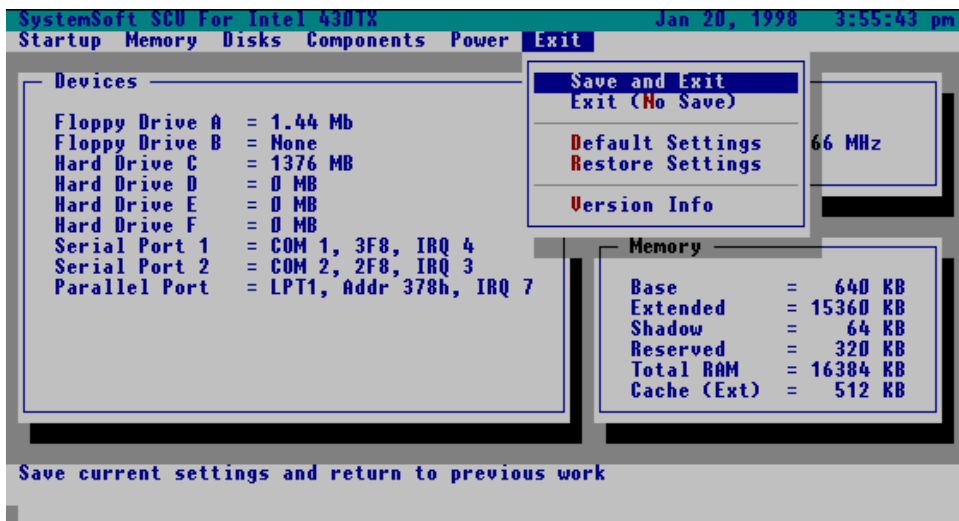 SystemSoft SCU For Intel 430TX Jan 20, 1998 3:55:43 pm
Startup Memory Disks Components Power Exit
Devices
Floppy Drive A = 1.44 Mb
Floppy Drive B = None
Hard Drive C = 1376 MB
Hard Drive D = 0 MB
Hard Drive E = 0 MB
Hard Drive F = 0 MB
Serial Port 1 = COM 1, 3F8, IRQ 4
Serial Port 2 = COM 2, 2F8, IRQ 3
Parallel Port = LPT1, Addr 378h, IRQ 7
Save and Exit
Exit (No Save)
Default Settings
Restore Settings
Version Info
66 MHz
Memory
Base = 640 KB
Extended = 15360 KB
Shadow = 64 KB
Reserved = 320 KB
Total RAM = 16384 KB
Cache (Ext) = 512 KB
Save current settings and return to previous work